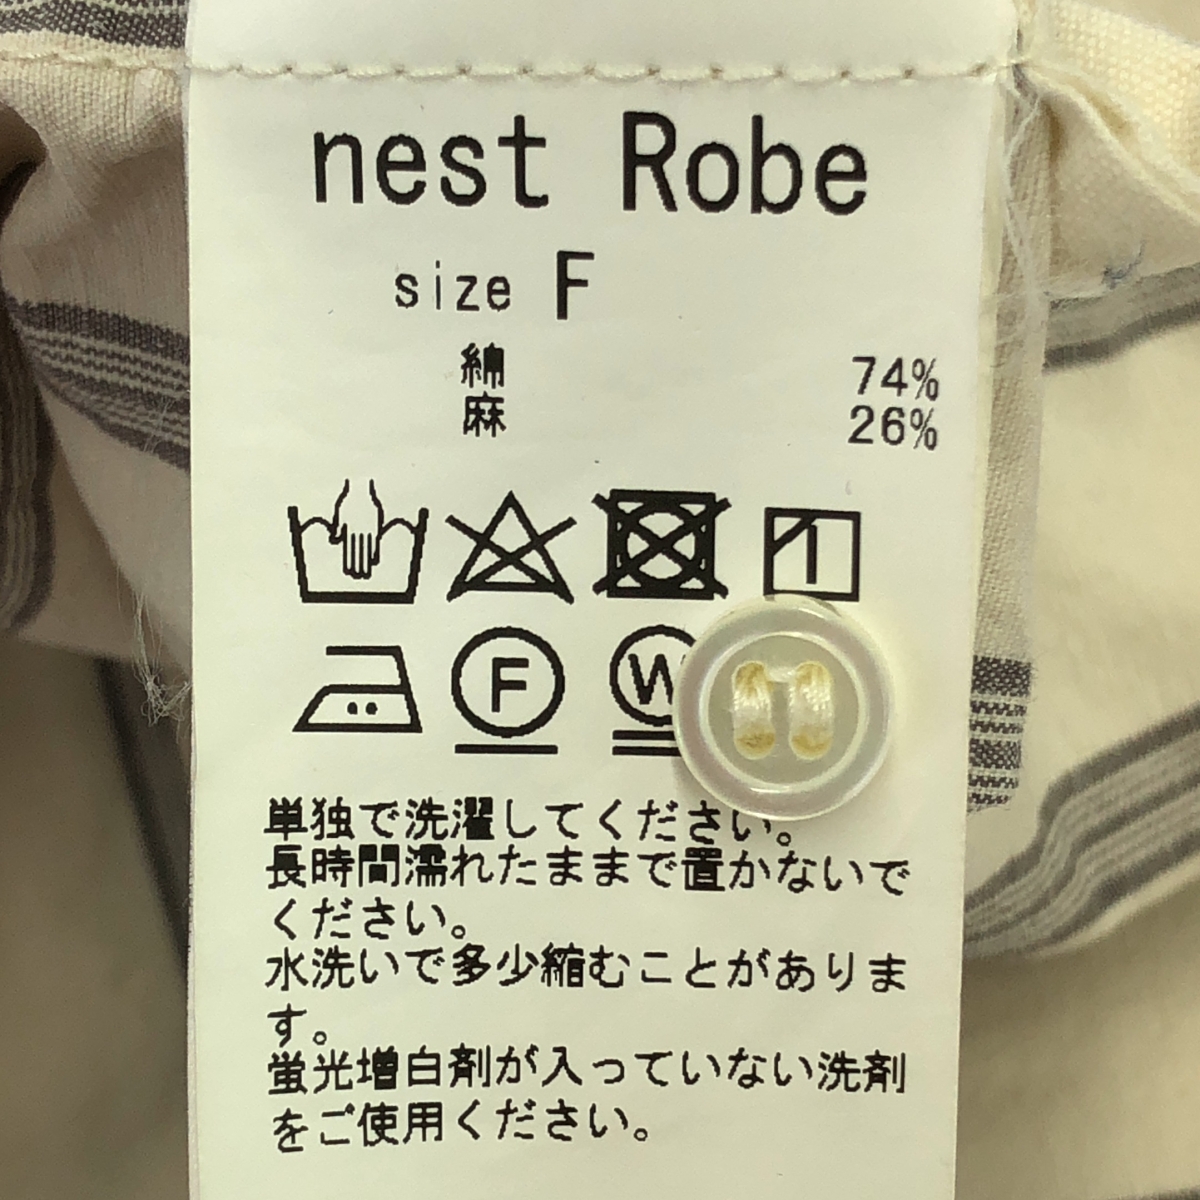 nest Robe
size F
綿 74%
麻 26%
F W
単独で洗濯してください。
長時間濡れたままで置かないで
ください。
水洗いで多少縮むことがありま
す。
蛍光増白剤が入っていない洗剤
をご使用ください。